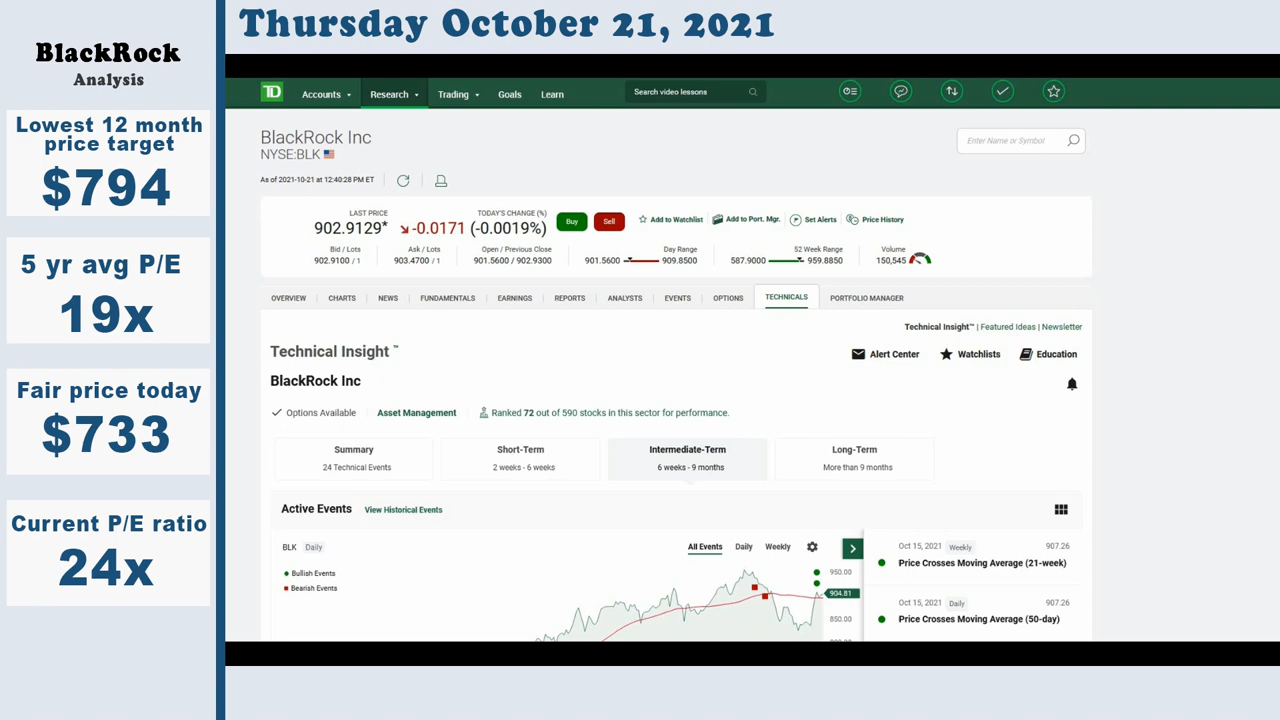 Thursday October 21, 2021
BlackRock
Analysis
Lowest 12 month
price target
$794
5 yr avg P/E
19x
Fair price today
$733
Current P/E ratio
24x
TD
Accounts
Research
Trading
Goals
Learn
Search video lessons
BlackRock Inc
NYSE:BLK
Enter Name or Symbol
As of 2021-10-21 at 12:40:28 PM ET
LAST PRICE
902.9129*
TODAY'S CHANGE (%)
-0.0171 (-0.0019%)
Buy
Sell
Add to Watchlist
Add to Port. Mgr.
Set Alerts
Price History
Bid / Lots
902.9100 / 1
Ask / Lots
903.4700 / 1
Open / Previous Close
901.5600 / 902.9300
Day Range
901.5600 909.8500
52 Week Range
587.9000 959.8850
Volume
150,545
OVERVIEW
CHARTS
NEWS
FUNDAMENTALS
EARNINGS
REPORTS
ANALYSTS
EVENTS
OPTIONS
TECHNICALS
PORTFOLIO MANAGER
Technical Insight™ | Featured Ideas | Newsletter
Technical Insight ™
Alert Center
Watchlists
Education
BlackRock Inc
Options Available
Asset Management
Ranked 72 out of 590 stocks in this sector for performance.
Summary
24 Technical Events
Short-Term
2 weeks - 6 weeks
Intermediate-Term
6 weeks - 9 months
Long-Term
More than 9 months
Active Events
View Historical Events
BLK Daily
All Events
Daily
Weekly
Bullish Events
Bearish Events
950.00
904.81
850.00
Oct 15, 2021 Weekly 907.26
Price Crosses Moving Average (21-week)
Oct 15, 2021 Daily 907.26
Price Crosses Moving Average (50-day)